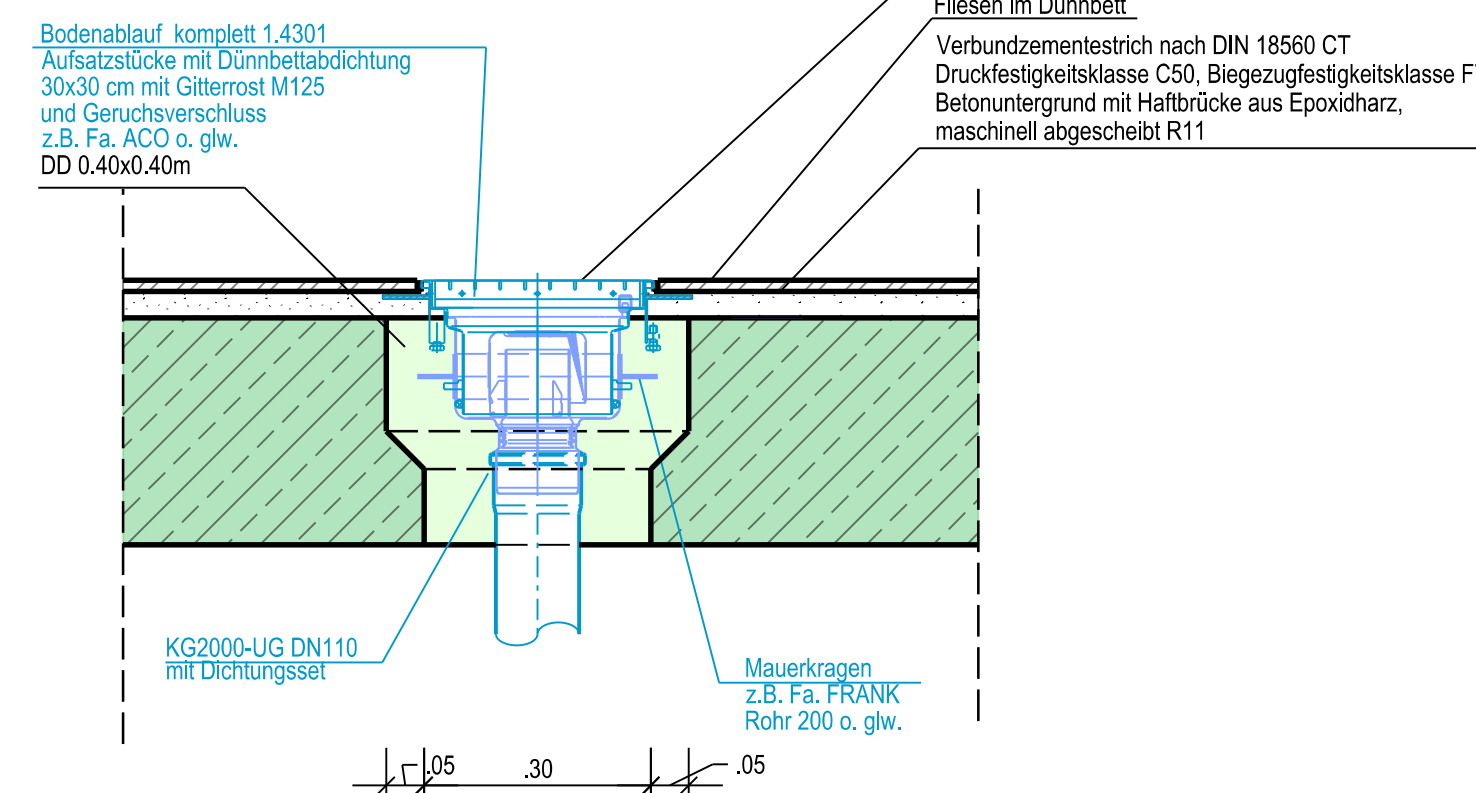 Bodenablauf komplett 1.4301
Aufsatzstücke mit Dünnbettabdichtung
30x30 cm mit Gitterrost M125
und Geruchsverschluss
z.B. Fa. ACO o. glw.
DD 0.40x0.40m
Fliesen im Dünnbett
Verbundzementestrich nach DIN 18560 CT
Druckfestigkeitsklasse C50, Biegezugfestigkeitsklasse
Betonuntergrund mit Haftbrücke aus Epoxidharz,
maschinell abgescheibt R11
KG2000-UG DN110
mit Dichtungsset
Mauerkragen
z.B. Fa. FRANK
Rohr 200 o. glw.
.05 .30 .05